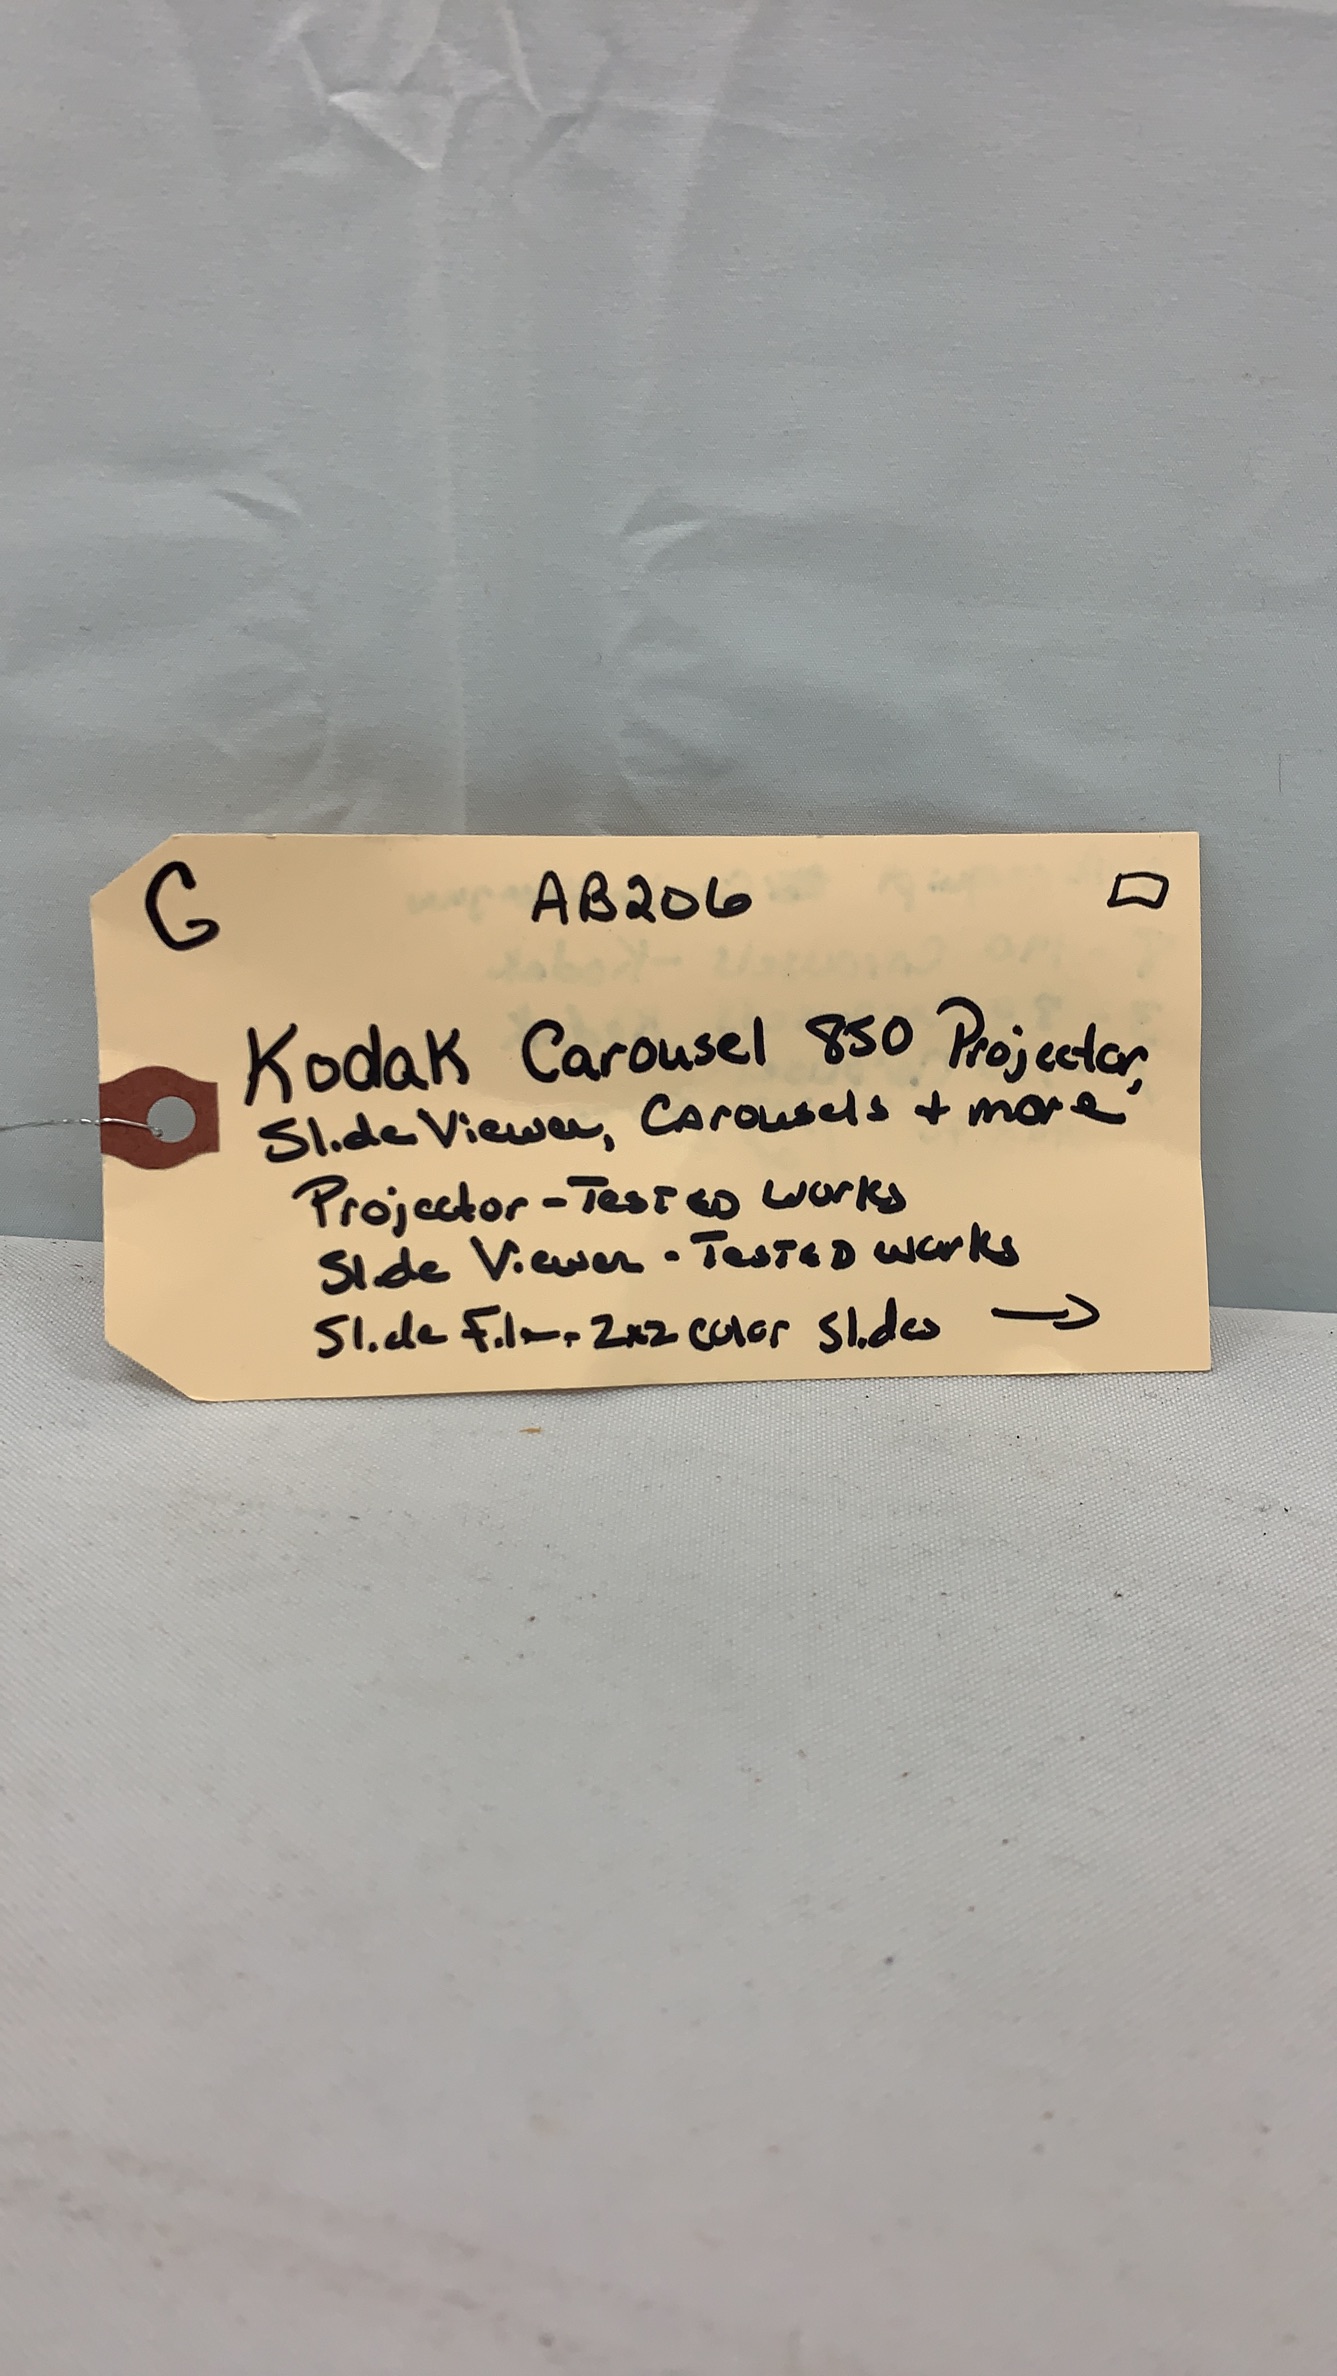 G AB206
Kodak Carousel 850 Projector,
Slide Viewer, Carousels + more
Projector - Tested works
Slide Viewer - Tested works
Slide Film - 2x2 color slides →